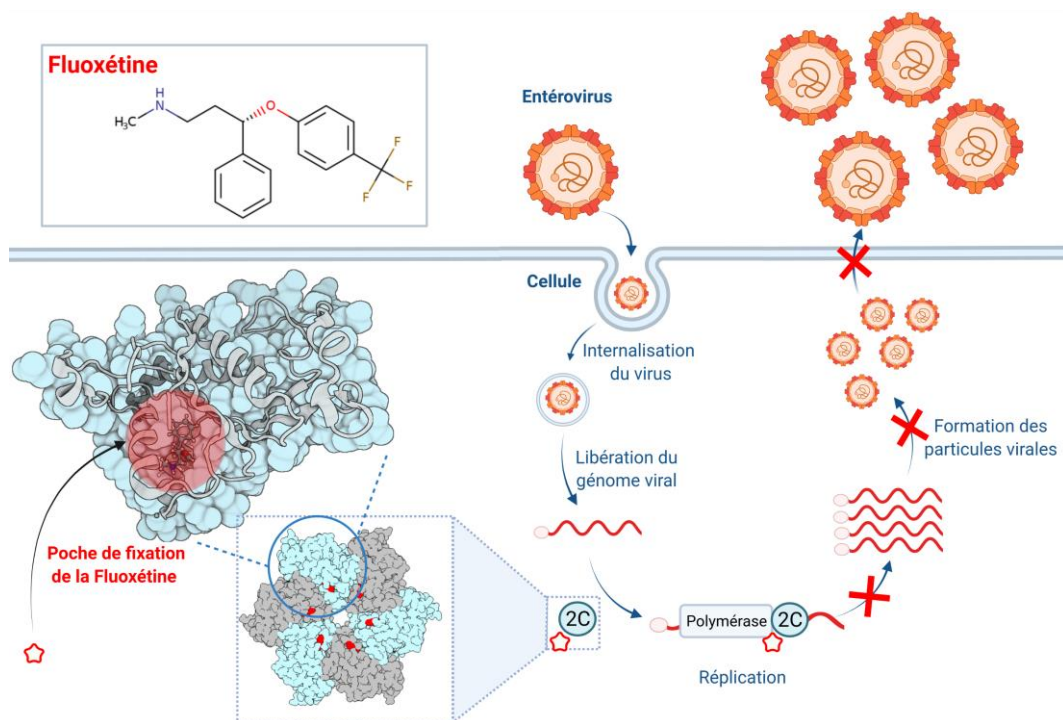 Fluoxétine
H
N
H₃C
O
F
F
F
Entérovirus
Cellule
Internalisation
du virus
Libération du
génome viral
Formation des
particules virales
Poche de fixation
de la Fluoxétine
2C
Polymérase
2C
Réplication